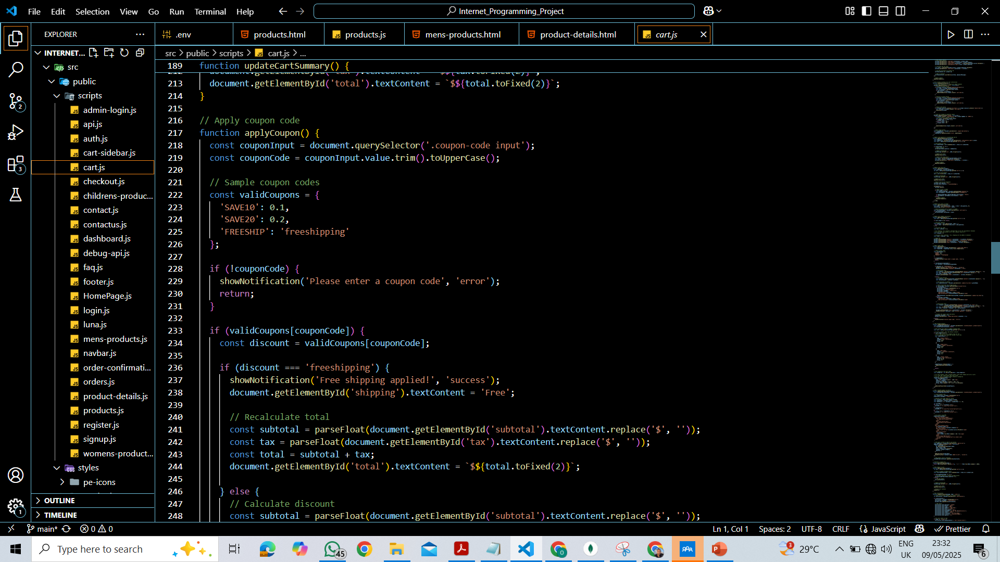 File Edit Selection View Go Run Terminal Help
Internet_Programming_Project
EXPLORER
.env
products.html
products.js
mens-products.html
product-details.html
cart.js
INTERNET...
src > public > scripts > cart.js > ...
src
public
scripts
admin-login.js
api.js
auth.js
cart-sidebar.js
cart.js
checkout.js
childrens-produc...
contact.js
contactus.js
dashboard.js
debug-api.js
faq.js
footer.js
HomePage.js
login.js
luna.js
mens-products.js
navbar.js
order-confirmati...
orders.js
product-details.js
products.js
register.js
signup.js
womens-product...
styles
pe-icons
OUTLINE
TIMELINE
2
3
1
189 function updateCartSummary() {
213 document.getElementById('total').textContent = `$${total.toFixed(2)}`;
214 }
215
216 // Apply coupon code
217 function applyCoupon() {
218 const couponInput = document.querySelector('.coupon-code input');
219 const couponCode = couponInput.value.trim().toUpperCase();
220
221 // Sample coupon codes
222 const validCoupons = {
223 'SAVE10': 0.1,
224 'SAVE20': 0.2,
225 'FREESHIP': 'freeshipping'
226 };
227
228 if (!couponCode) {
229 showNotification('Please enter a coupon code', 'error');
230 return;
231 }
232
233 if (validCoupons[couponCode]) {
234 const discount = validCoupons[couponCode];
235
236 if (discount === 'freeshipping') {
237 showNotification('Free shipping applied!', 'success');
238 document.getElementById('shipping').textContent = 'Free';
239
240 // Recalculate total
241 const subtotal = parseFloat(document.getElementById('subtotal').textContent.replace('$', ''));
242 const tax = parseFloat(document.getElementById('tax').textContent.replace('$', ''));
243 const total = subtotal + tax;
244 document.getElementById('total').textContent = `$${total.toFixed(2)}`;
245
246 } else {
247 // Calculate discount
248 const subtotal = parseFloat(document.getElementById('subtotal').textContent.replace('$', ''));
main* 0 0
Ln 1, Col 1 Spaces: 2 UTF-8 CRLF JavaScript Prettier
Type here to search
45
3 29°C
ENG
UK
23:32
09/05/2025
6